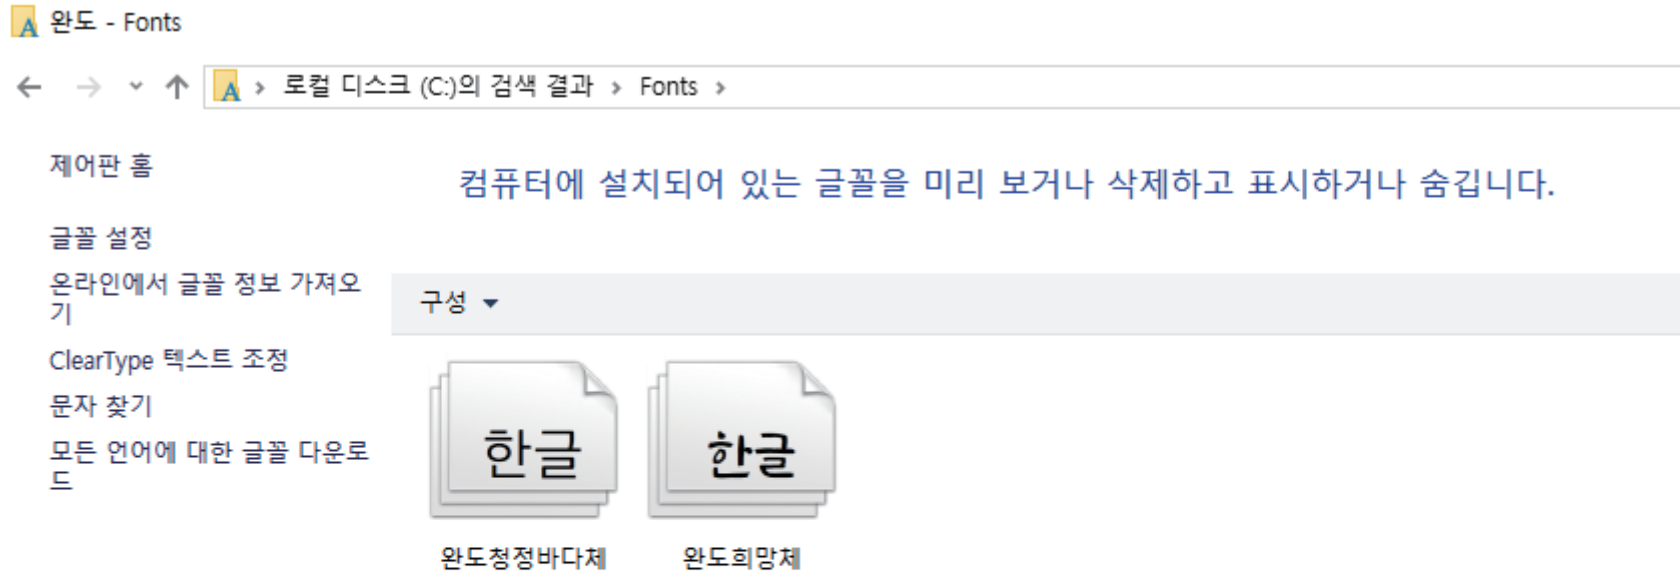 완도 - Fonts
로컬 디스크 (C:)의 검색 결과 > Fonts >
제어판 홈
컴퓨터에 설치되어 있는 글꼴을 미리 보거나 삭제하고 표시하거나 숨깁니다.
글꼴 설정
온라인에서 글꼴 정보 가져오
기
ClearType 텍스트 조정
문자 찾기
모든 언어에 대한 글꼴 다운로
드
구성
한글 한글
완도청정바다체 완도희망체